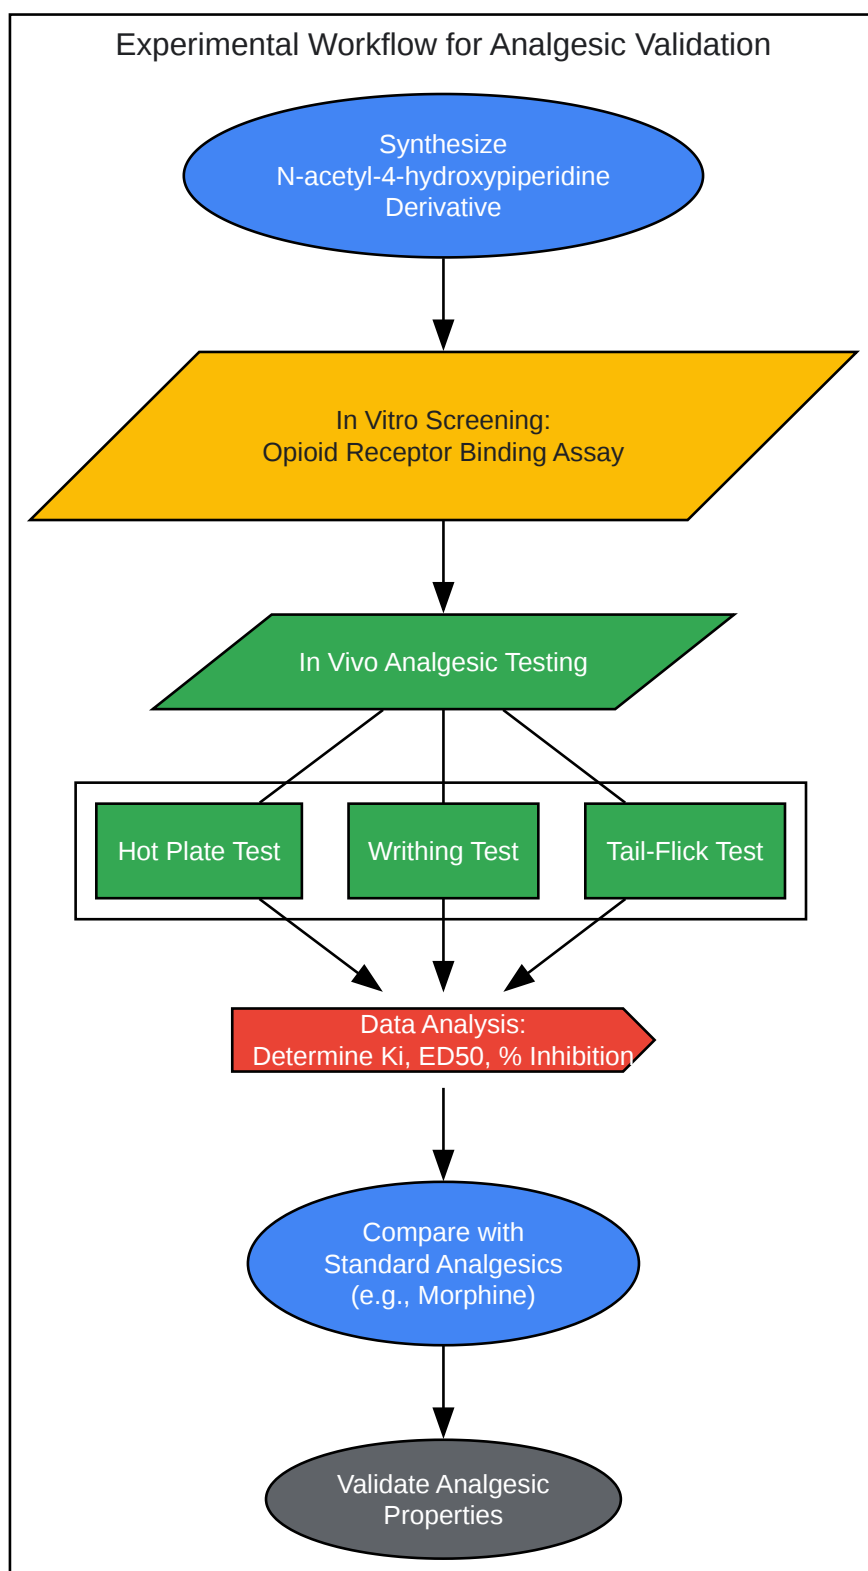 Experimental Workflow for Analgesic Validation
Synthesize
N-acetyl-4-hydroxypiperidine
Derivative
In Vitro Screening:
Opioid Receptor Binding Assay
In Vivo Analgesic Testing
Hot Plate Test
Writhing Test
Tail-Flick Test
Data Analysis:
Determine Ki, ED50, % Inhibition
Compare with
Standard Analgesics
(e.g., Morphine)
Validate Analgesic
Properties